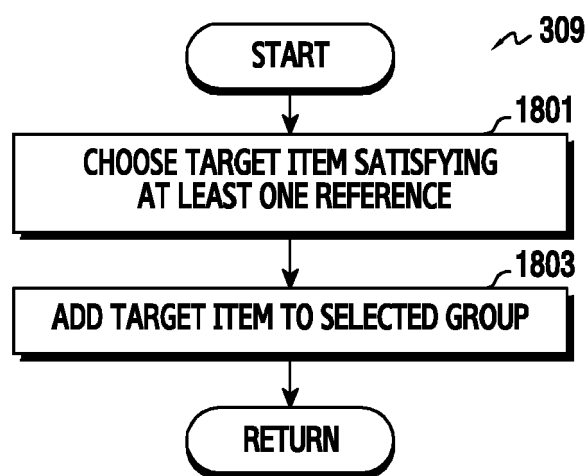 START
309
1801
CHOOSE TARGET ITEM SATISFYING
AT LEAST ONE REFERENCE
1803
ADD TARGET ITEM TO SELECTED GROUP
RETURN